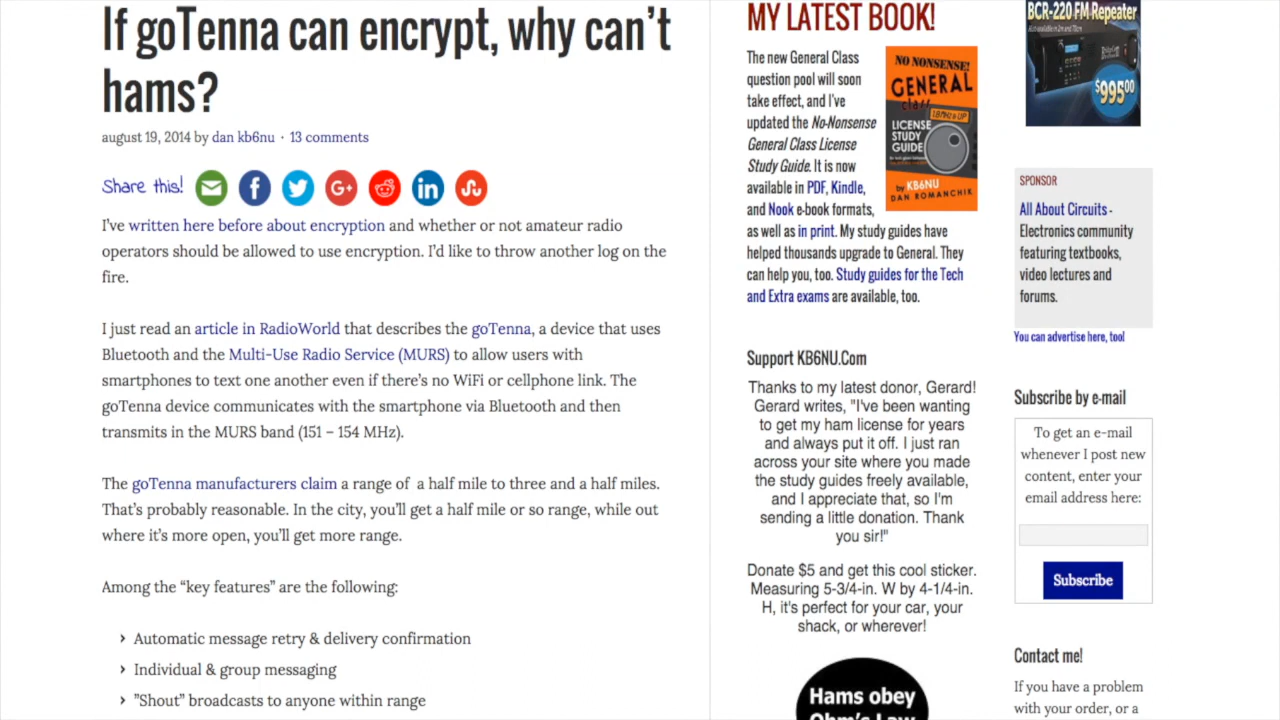 If goTenna can encrypt, why can't
hams?
august 19, 2014 by dan kb6nu · 13 comments
Share this!
I've written here before about encryption and whether or not amateur radio
operators should be allowed to use encryption. I'd like to throw another log on the
fire.
I just read an article in RadioWorld that describes the goTenna, a device that uses
Bluetooth and the Multi-Use Radio Service (MURS) to allow users with
smartphones to text one another even if there's no WiFi or cellphone link. The
goTenna device communicates with the smartphone via Bluetooth and then
transmits in the MURS band (151 – 154 MHz).
The goTenna manufacturers claim a range of a half mile to three and a half miles.
That's probably reasonable. In the city, you'll get a half mile or so range, while out
where it's more open, you'll get more range.
Among the “key features” are the following:
› Automatic message retry & delivery confirmation
› Individual & group messaging
› ”Shout” broadcasts to anyone within range
MY LATEST BOOK!
The new General Class
question pool will soon
take effect, and I've
updated the No-Nonsense
General Class License
Study Guide. It is now
available in PDF, Kindle,
and Nook e-book formats,
as well as in print. My study guides have
helped thousands upgrade to General. They
can help you, too. Study guides for the Tech
and Extra exams are available, too.
NO NONSENSE!
GENERAL
class
1.8MHz & UP
LICENSE
STUDY
GUIDE
by KB6NU
DAN ROMANCHIK
Support KB6NU.Com
Thanks to my latest donor, Gerard!
Gerard writes, "I've been wanting
to get my ham license for years
and always put it off. I just ran
across your site where you made
the study guides freely available,
and I appreciate that, so I'm
sending a little donation. Thank
you sir!"
Donate $5 and get this cool sticker.
Measuring 5-3/4-in. W by 4-1/4-in.
H, it's perfect for your car, your
shack, or wherever!
Hams obey
Ohm's Law
BCR-220 FM Repeater
$995.00
SPONSOR
All About Circuits -
Electronics community
featuring textbooks,
video lectures and
forums.
You can advertise here, too!
Subscribe by e-mail
To get an e-mail
whenever I post new
content, enter your
email address here:
Subscribe
Contact me!
If you have a problem
with your order, or a